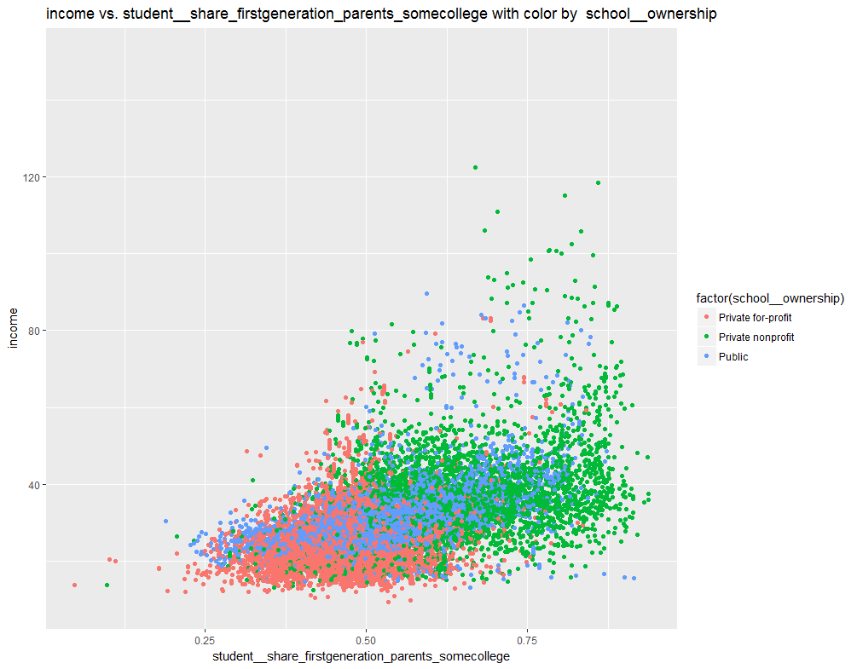 income vs. student__share_firstgeneration_parents_somecollege with color by  school__ownership
120
80
40
income
0.25
0.50
0.75
student__share_firstgeneration_parents_somecollege
factor(school__ownership)
Private for-profit
Private nonprofit
Public